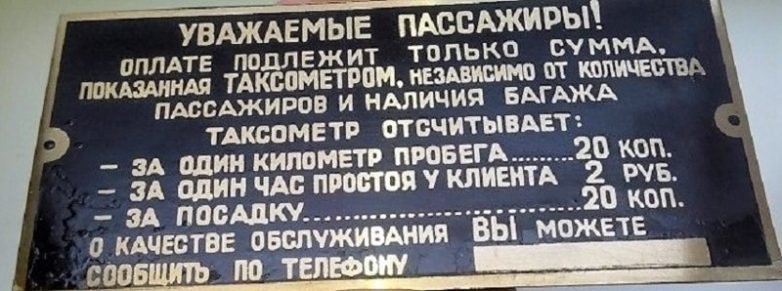 УВАЖАЕМЫЕ ПАССАЖИРЫ!
ОПЛАТЕ ПОДЛЕЖИТ ТОЛЬКО СУММА,
ПОКАЗАННАЯ ТАКСОМЕТРОМ, НЕЗАВИСИМО ОТ КОЛИЧЕСТВА
ПАССАЖИРОВ И НАЛИЧИЯ БАГАЖА
ТАКСОМЕТР ОТСЧИТЫВАЕТ:
– ЗА ОДИН КИЛОМЕТР ПРОБЕГА.........20 КОП.
– ЗА ОДИН ЧАС ПРОСТОЯ У КЛИЕНТА 2 РУБ.
– ЗА ПОСАДКУ..............................20 КОП.
О КАЧЕСТВЕ ОБСЛУЖИВАНИЯ ВЫ МОЖЕТЕ
СООБЩИТЬ ПО ТЕЛЕФОНУ